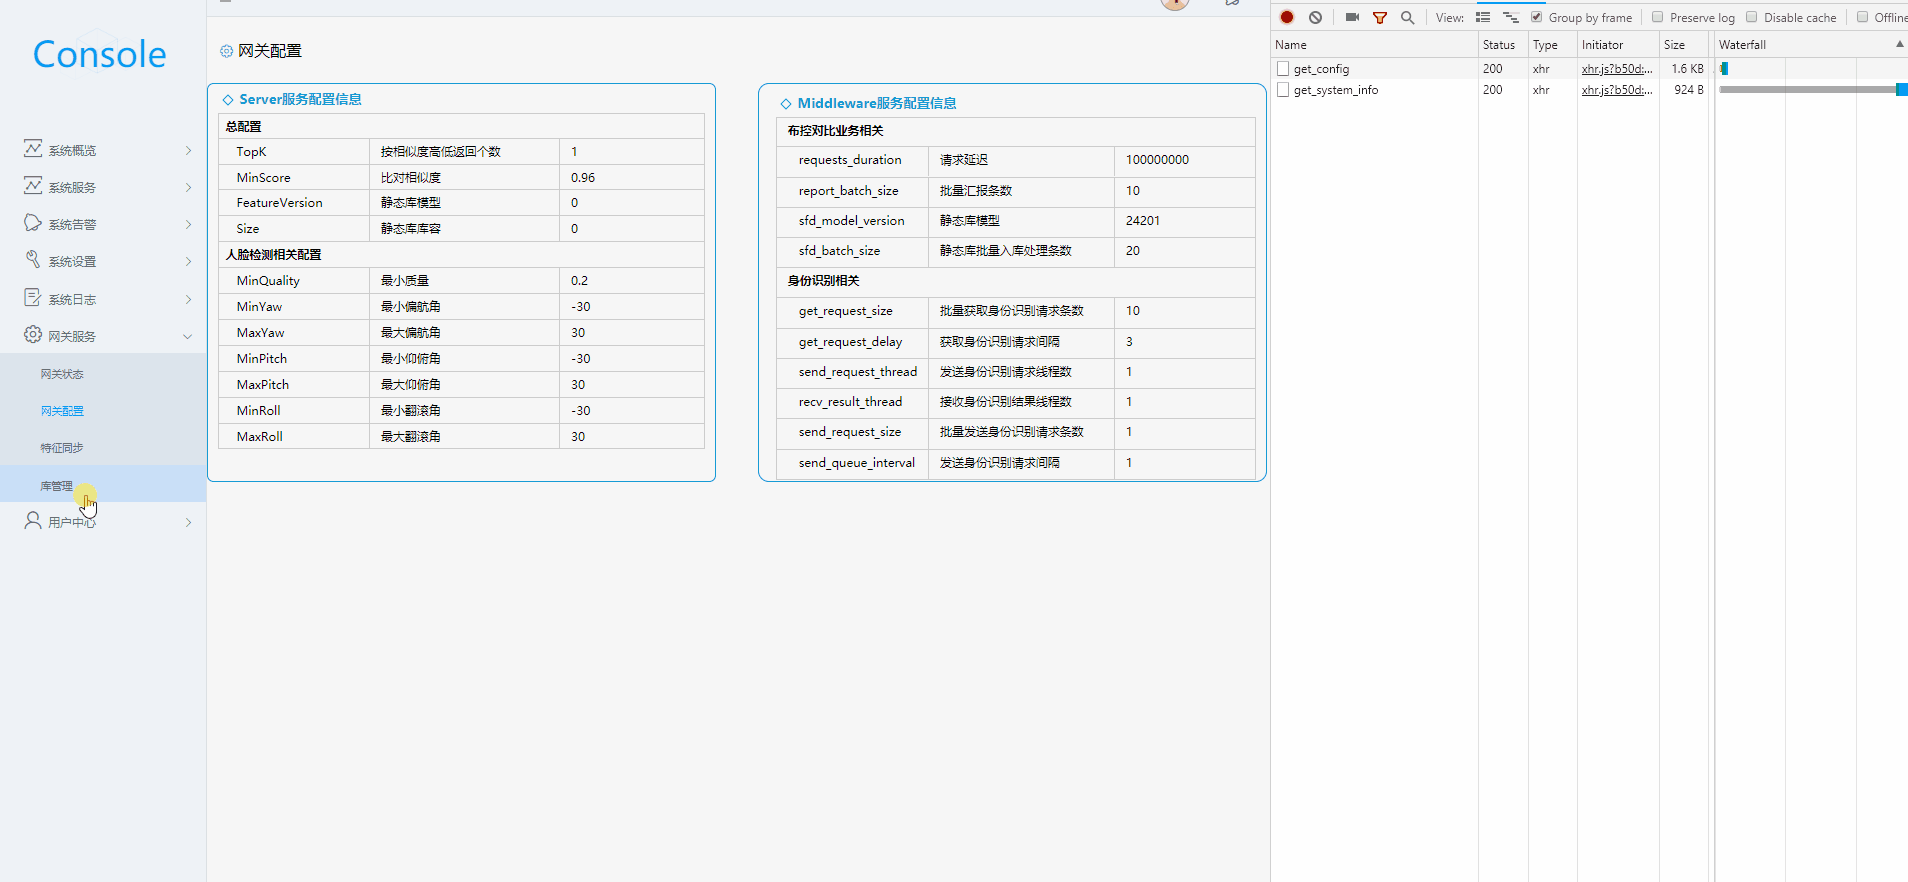 Console
系统概览
系统服务
系统告警
系统设置
系统日志
网关服务
网关状态
网关配置
特征同步
库管理
用户中心
网关配置
Server服务配置信息
总配置
TopK 按相似度高低返回个数 1
MinScore 比对相似度 0.96
FeatureVersion 静态库模型 0
Size 静态库库容 0
人脸检测相关配置
MinQuality 最小质量 0.2
MinYaw 最小偏航角 -30
MaxYaw 最大偏航角 30
MinPitch 最小仰俯角 -30
MaxPitch 最大仰俯角 30
MinRoll 最小翻滚角 -30
MaxRoll 最大翻滚角 30
Middleware服务配置信息
布控对比业务相关
requests_duration 请求延迟 100000000
report_batch_size 批量汇报条数 10
sfd_model_version 静态库模型 24201
sfd_batch_size 静态库批量入库处理条数 20
身份识别相关
get_request_size 批量获取身份识别请求条数 10
get_request_delay 获取身份识别请求间隔 3
send_request_thread 发送身份识别请求线程数 1
recv_result_thread 接收身份识别结果线程数 1
send_request_size 批量发送身份识别请求条数 1
send_queue_interval 发送身份识别请求间隔 1
View: Group by frame Preserve log Disable cache Offline
Name Status Type Initiator Size Waterfall
get_config 200 xhr xhr.js?b50d:... 1.6 KB
get_system_info 200 xhr xhr.js?b50d:... 924 B